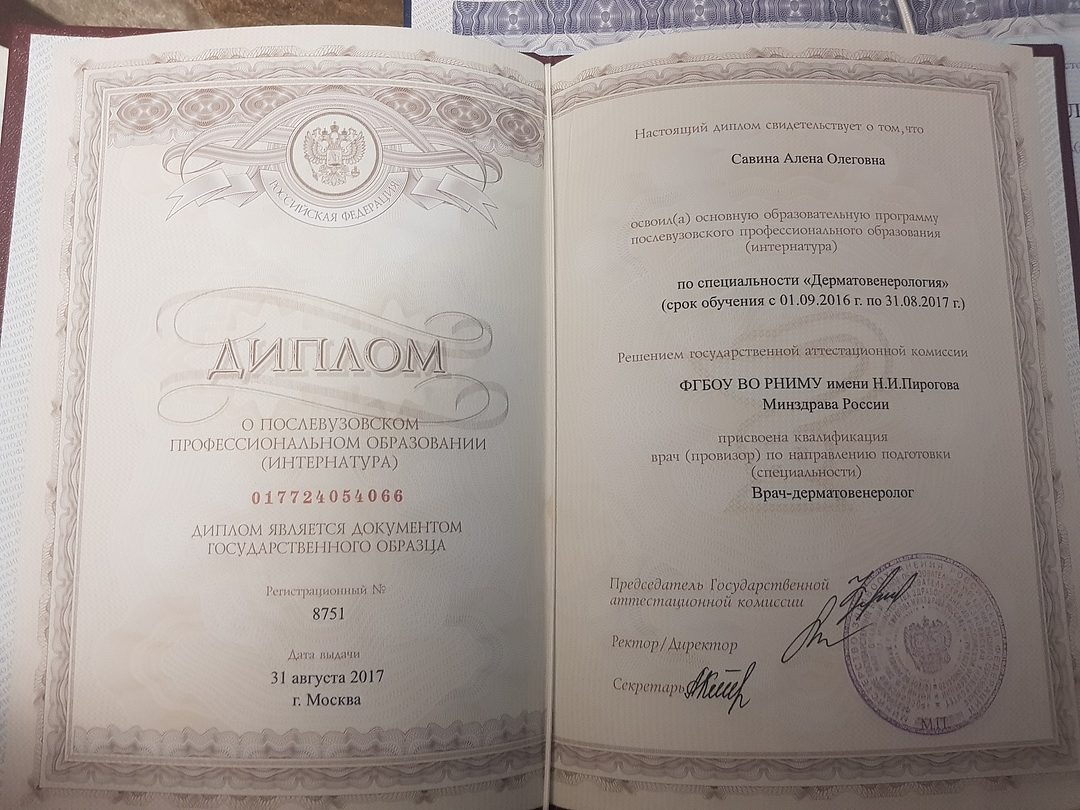 РОССИЙСКАЯ ФЕДЕРАЦИЯ
ДИПЛОМ
О ПОСЛЕВУЗОВСКОМ
ПРОФЕССИОНАЛЬНОМ ОБРАЗОВАНИИ
(ИНТЕРНАТУРА)
017724054066
ДИПЛОМ ЯВЛЯЕТСЯ ДОКУМЕНТОМ
ГОСУДАРСТВЕННОГО ОБРАЗЦА
Регистрационный №
8751
Дата выдачи
31 августа 2017
г. Москва
Настоящий диплом свидетельствует о том,что
Савина Алена Олеговна
освоил(а) основную образовательную программу
послевузовского профессионального образования
(интернатура)
по специальности «Дерматовенерология»
(срок обучения с 01.09.2016 г. по 31.08.2017 г.)
Решением государственной аттестационной комиссии
ФГБОУ ВО РНИМУ имени Н.И.Пирогова
Минздрава России
присвоена квалификация
врач (провизор) по направлению подготовки
(специальности)
Врач-дерматовенеролог
Председатель Государственной
аттестационной комиссии
Ректор/Директор
Секретарь
М.П.